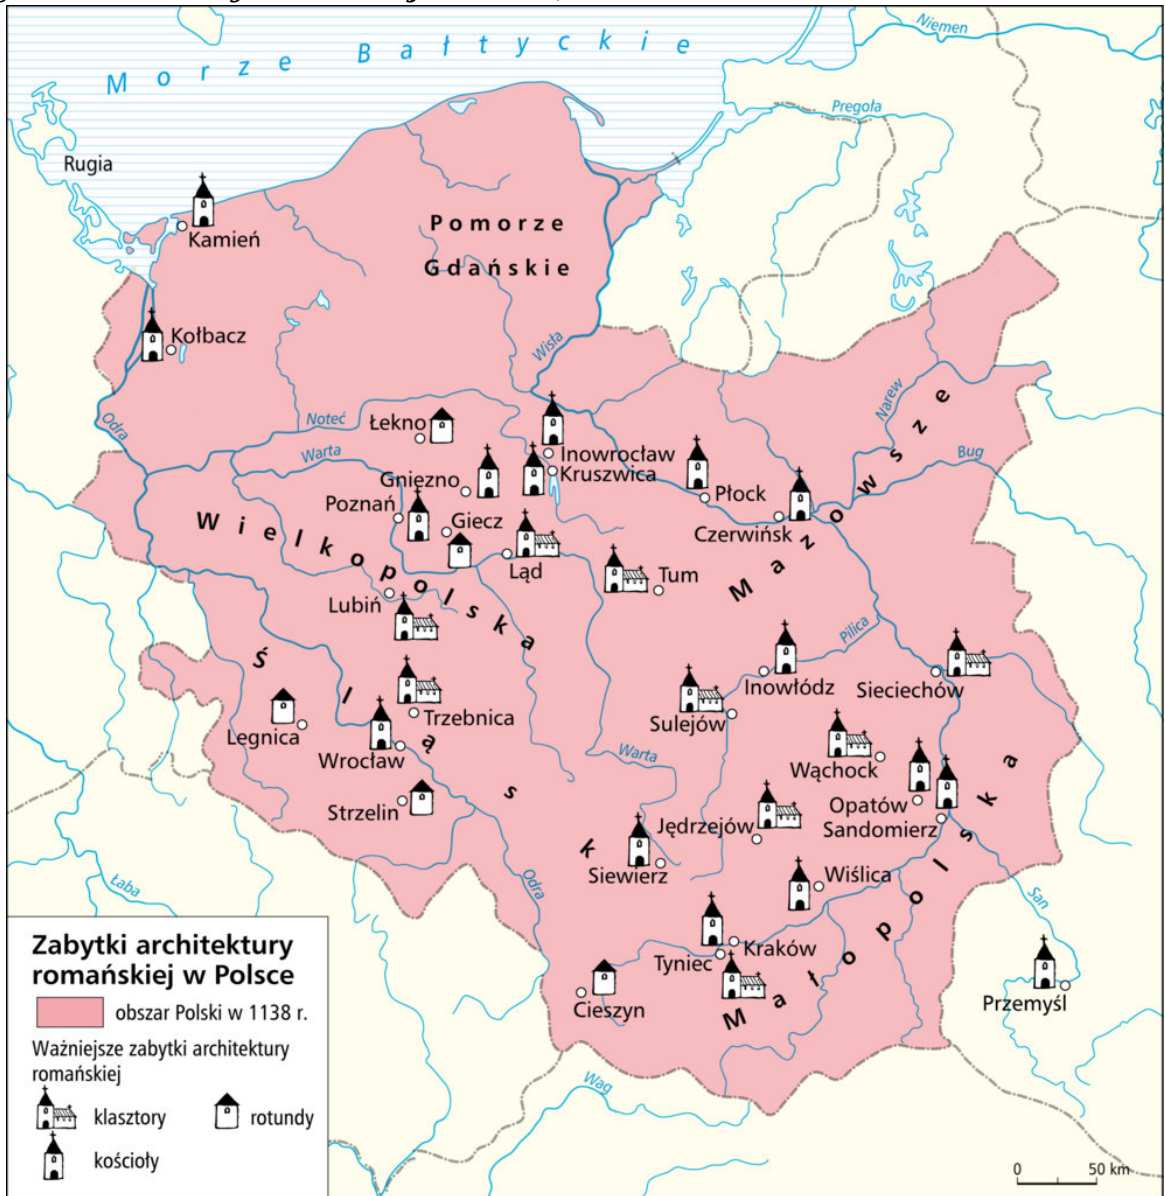 Morze Bałtyckie
Niemen
Pregoła
Rugia
Kamień
Pomorze
Gdańskie
Kołbacz
Wisła
Odra
Noteć
Łekno
Narew
Warta
Inowrocław
Bug
Gniezno
Kruszwica
Płock
Poznań
Giecz
Czerwińsk
Mazowsze
Wielkopolska
Ląd
Tum
Lubiń
Pilica
Śląsk
Inowłódz
Sieciechów
Trzebnica
Sulejów
Legnica
Wrocław
Warta
Wąchock
Strzelin
Opatów
Jędrzejów
Sandomierz
Małopolska
Siewierz
Wiślica
Łaba
Odra
San
Kraków
Tyniec
Cieszyn
Przemyśl
Wag
Zabytki architektury
romańskiej w Polsce
obszar Polski w 1138 r.
Ważniejsze zabytki architektury
romańskiej
klasztory
rotundy
kościoły
0 50 km